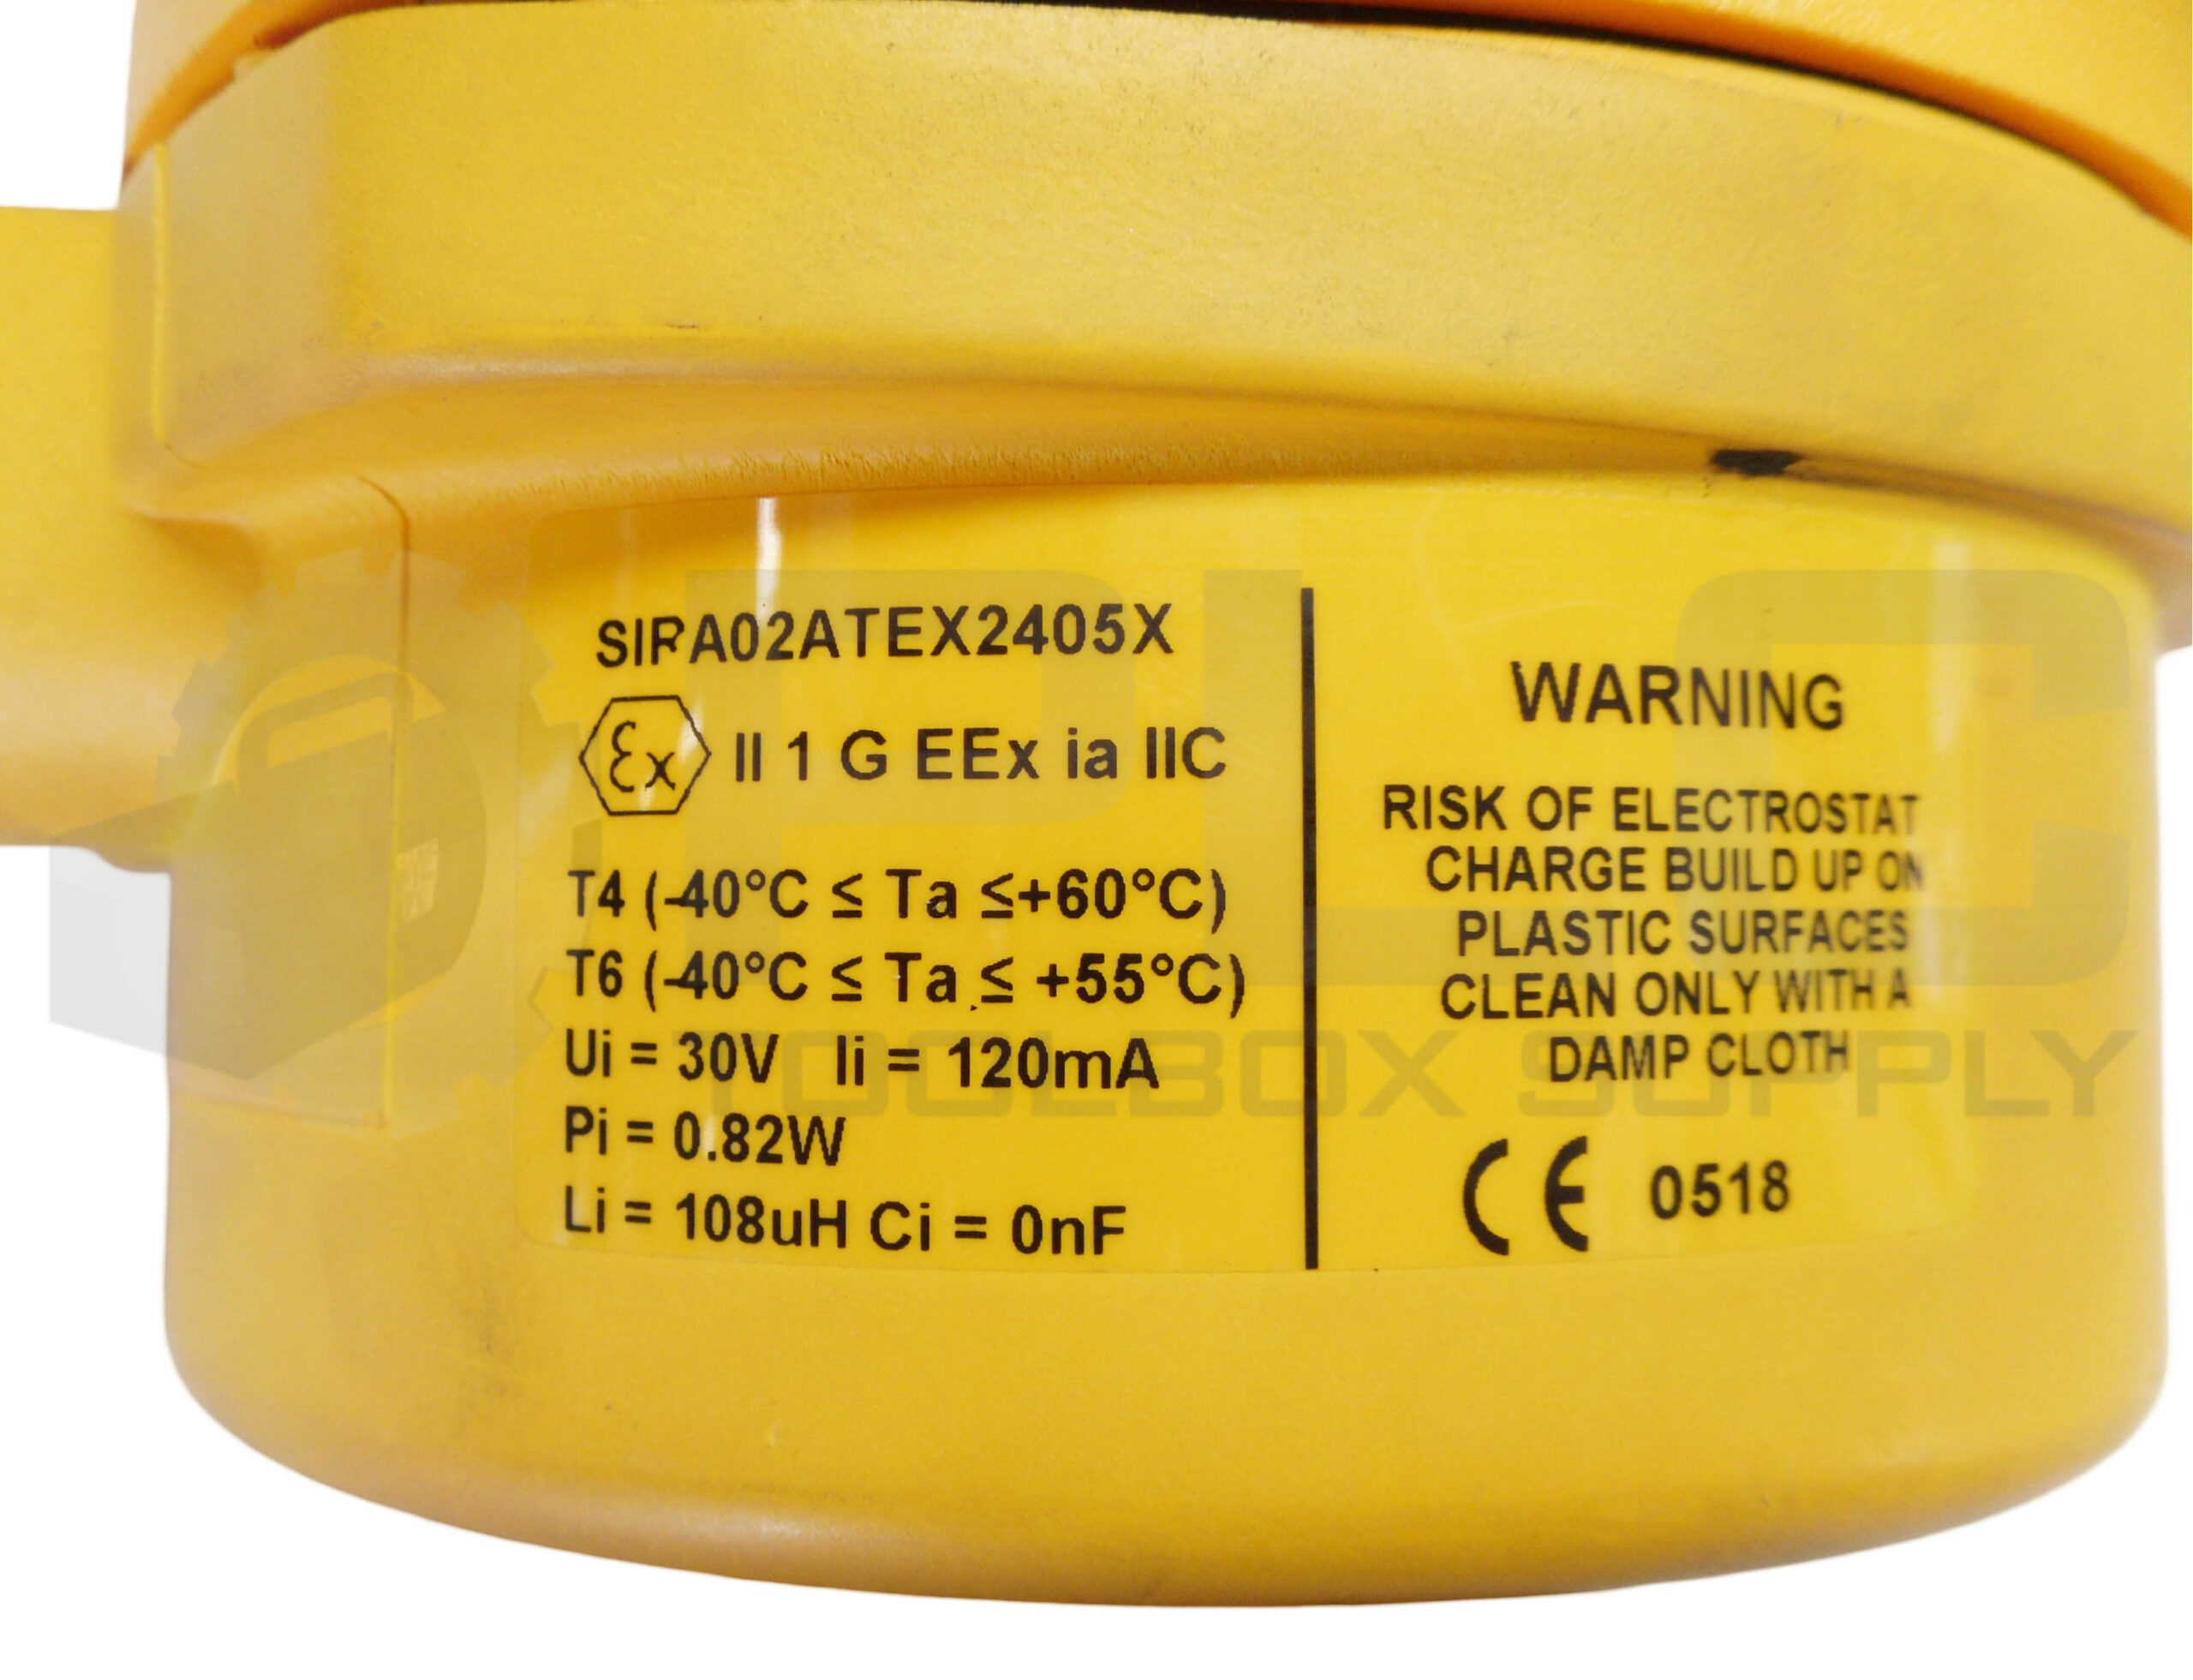 SIRA02ATEX2405X
Ex II 1 G EEx ia IIC
T4 (-40°C ≤ Ta ≤+60°C)
T6 (-40°C ≤ Ta ≤ +55°C)
Ui = 30V Ii = 120mA
Pi = 0.82W
Li = 108uH Ci = 0nF
WARNING
RISK OF ELECTROSTAT
CHARGE BUILD UP ON
PLASTIC SURFACES
CLEAN ONLY WITH A
DAMP CLOTH
CE 0518
PLC
TOOLBOX SUPPLY